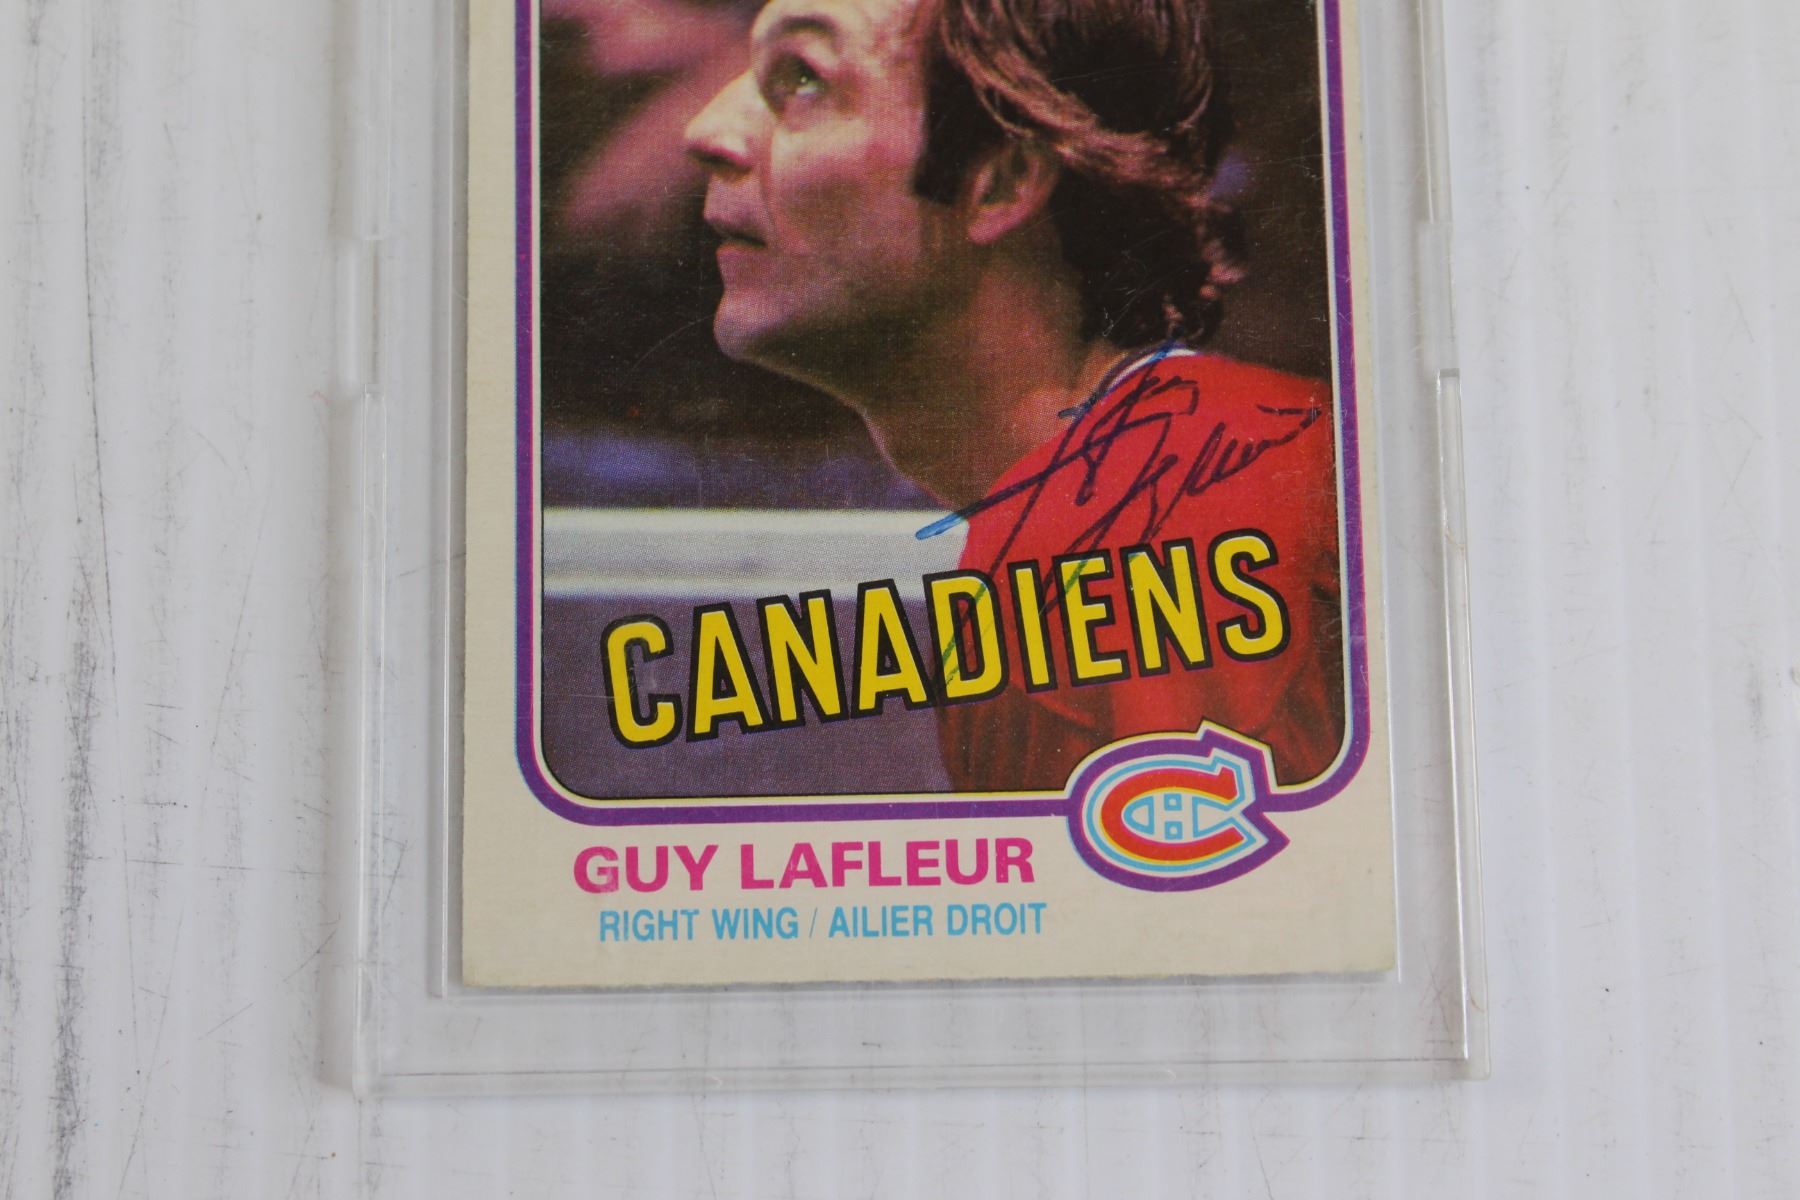 CANADIENS
GUY LAFLEUR
RIGHT WING / AILIER DROIT